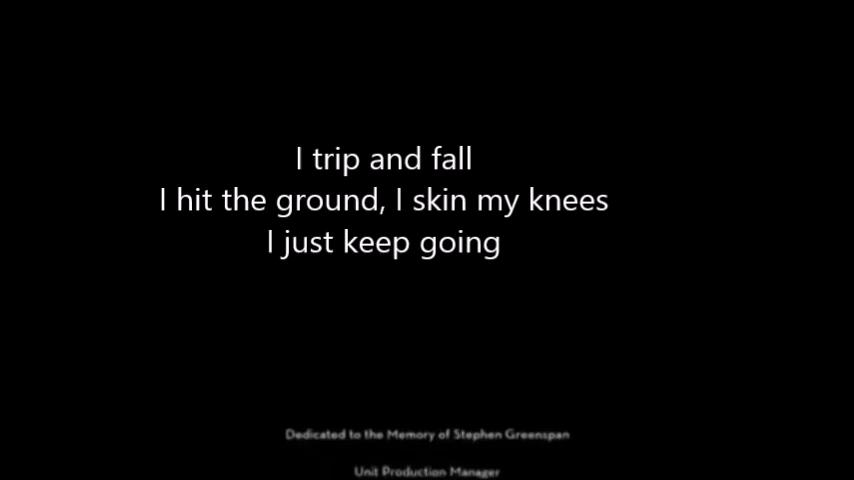 I trip and fall
I hit the ground, I skin my knees
I just keep going
Dedicated to the Memory of Stephen Greenspan
Unit Production Manager